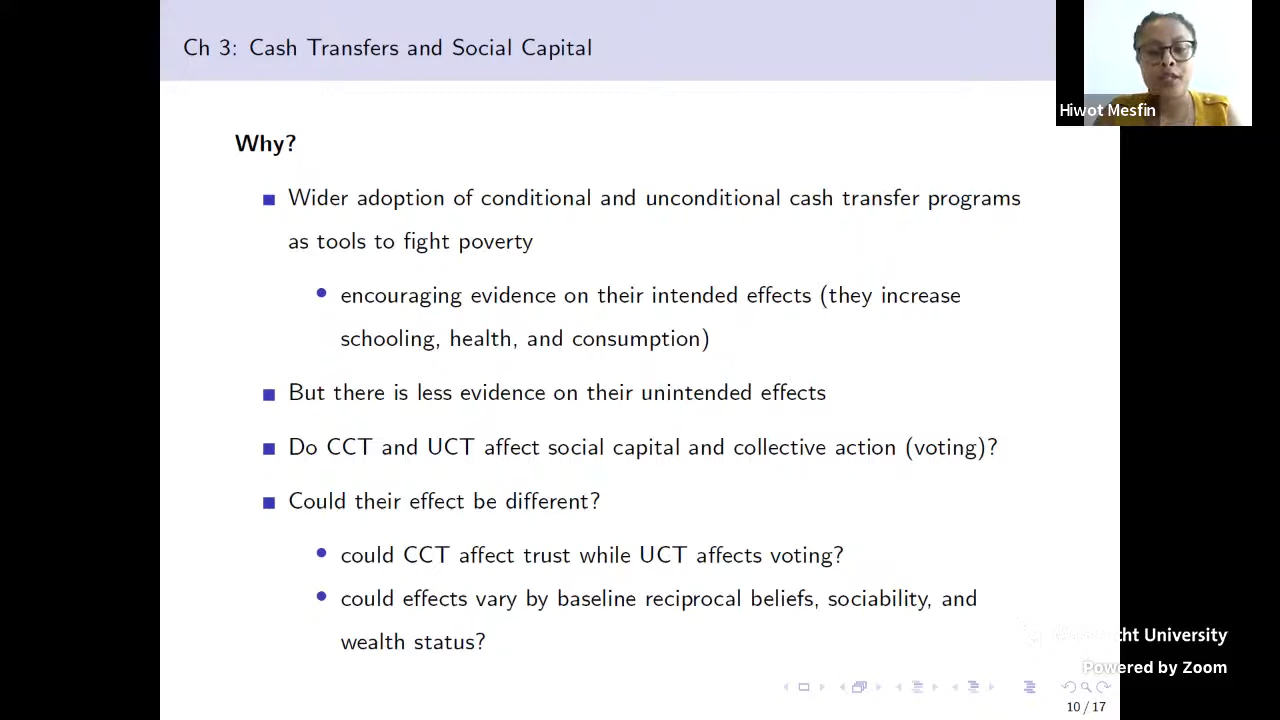 Ch 3: Cash Transfers and Social Capital
Hiwot Mesfin
Why?
Wider adoption of conditional and unconditional cash transfer programs
as tools to fight poverty
encouraging evidence on their intended effects (they increase
schooling, health, and consumption)
But there is less evidence on their unintended effects
Do CCT and UCT affect social capital and collective action (voting)?
Could their effect be different?
could CCT affect trust while UCT affects voting?
could effects vary by baseline reciprocal beliefs, sociability, and
wealth status?
University
Powered by Zoom
10 / 17